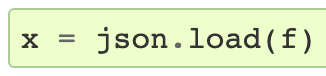 x = json.load(f)